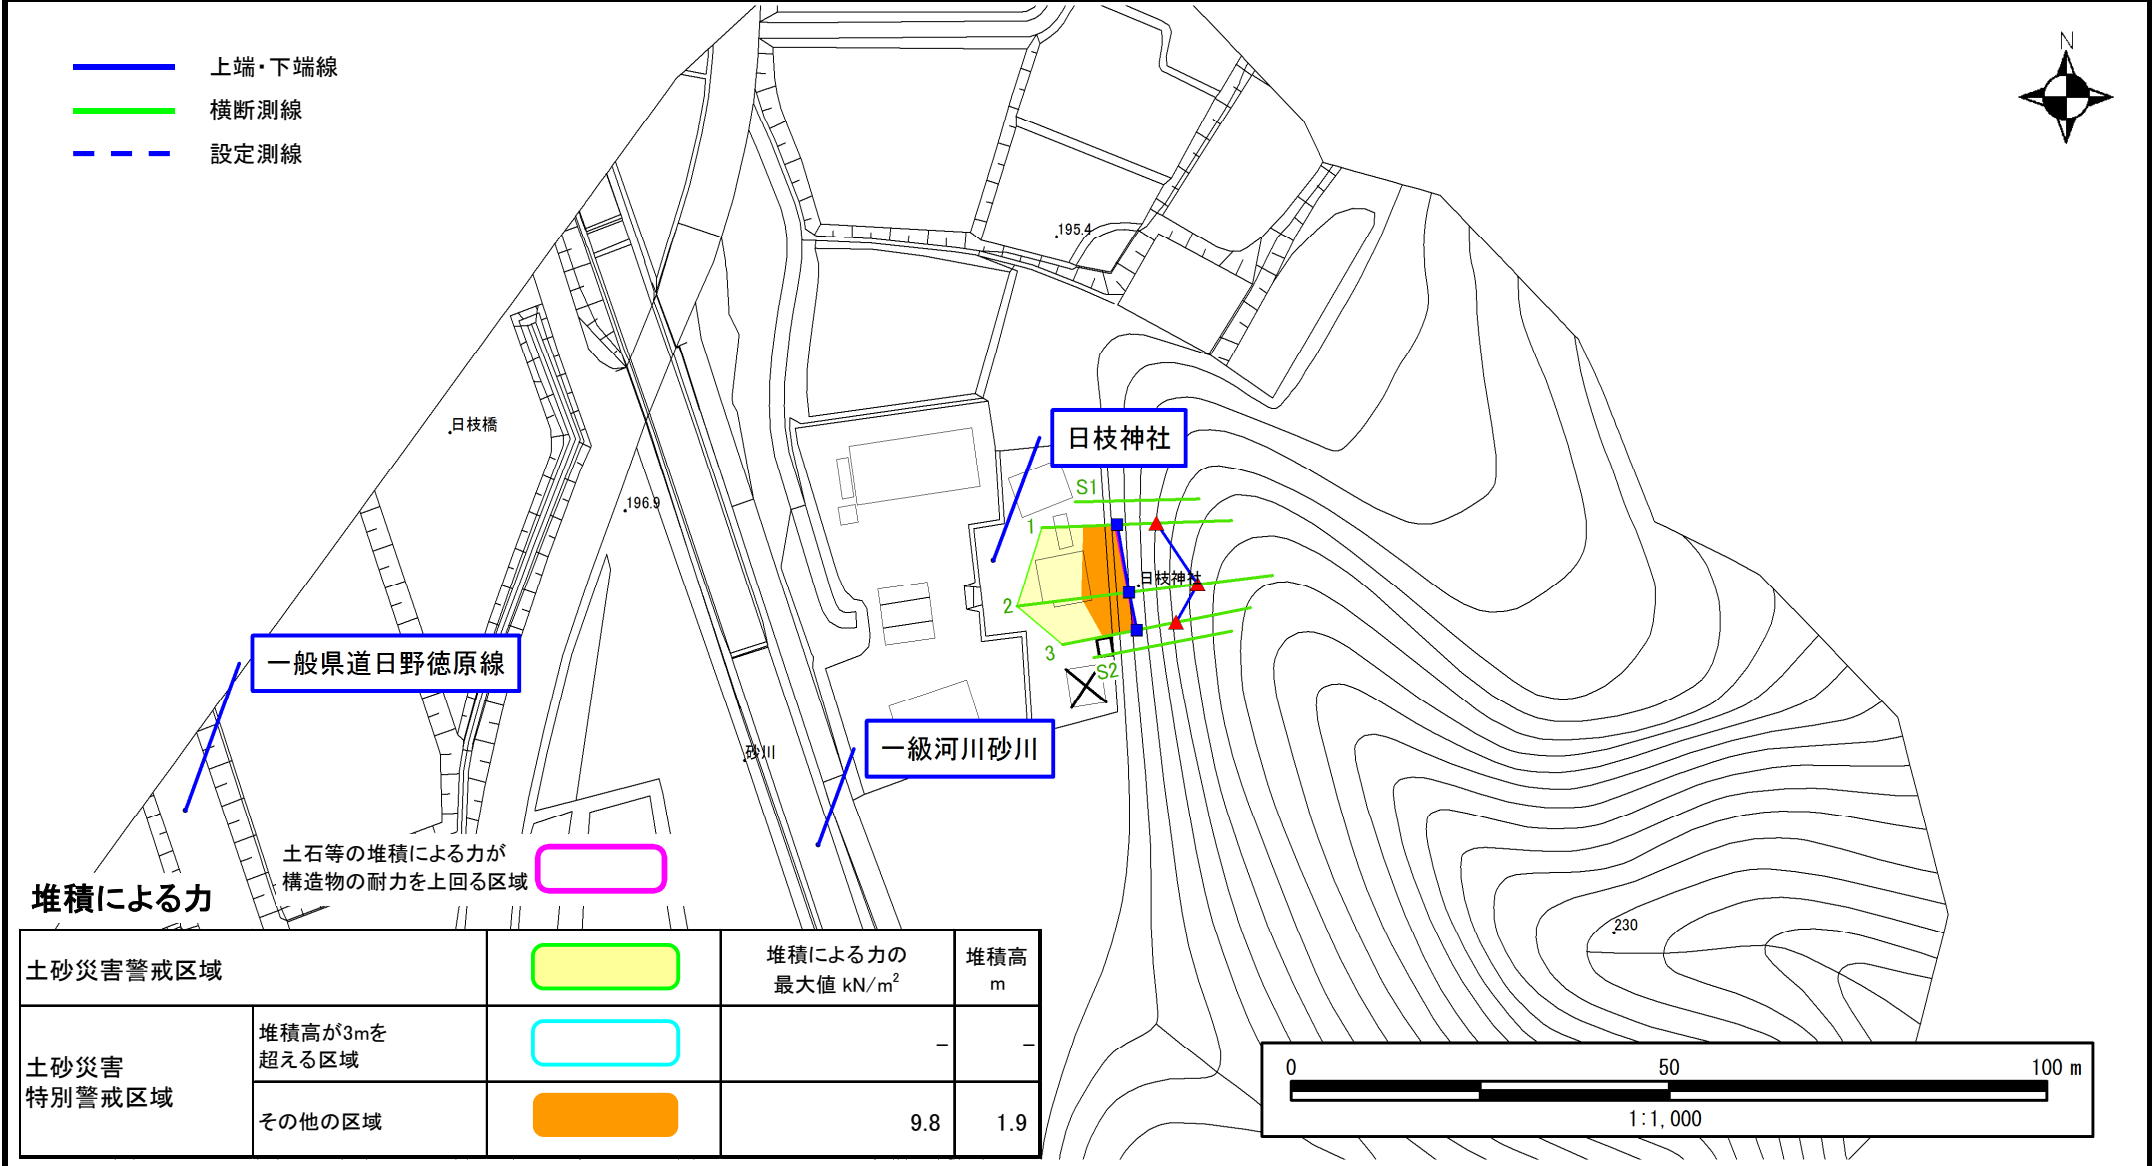 上端・下端線
横断測線
設定測線
N
195.4
日枝橋
196.9
日枝神社
S1
1
日枝神社
2
3
S2
一般県道日野徳原線
一級河川砂川
砂川
土石等の堆積による力が
構造物の耐力を上回る区域
堆積による力
230
土砂災害警戒区域
堆積による力の
最大値 kN/m²
堆積高
m
土砂災害
特別警戒区域
堆積高が3mを
超える区域
－
－
その他の区域
9.8
1.9
0 50 100 m
1:1,000